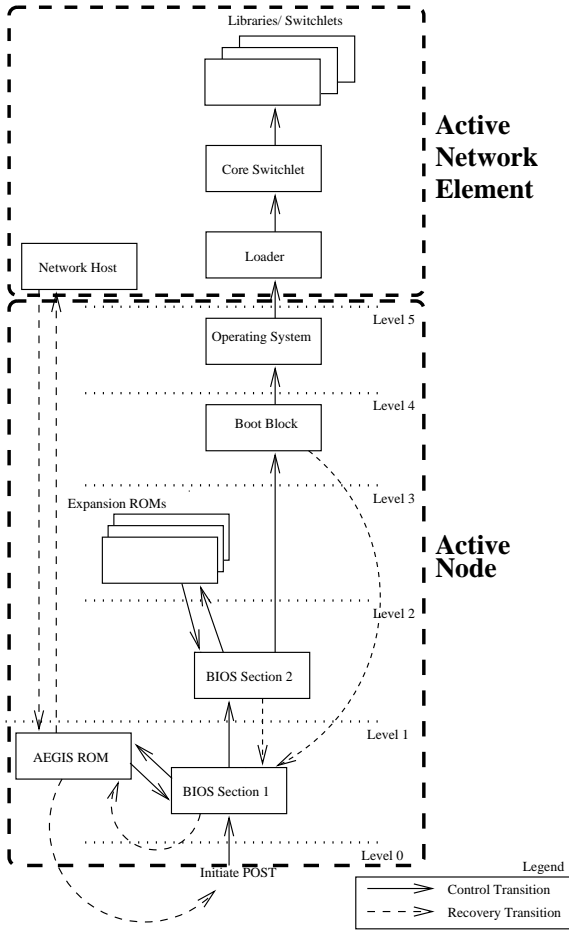 Libraries/ Switchlets
Active
Network
Element
Core Switchlet
Loader
Network Host
Level 5
Operating System
Level 4
Boot Block
Level 3
Expansion ROMs
Active
Node
Level 2
BIOS Section 2
Level 1
AEGIS ROM
BIOS Section 1
Level 0
Initiate POST
Legend
Control Transition
Recovery Transition